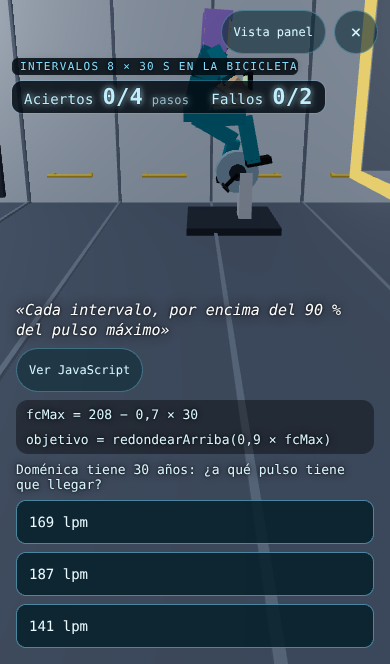 Vista panel
×
INTERVALOS 8 × 30 S EN LA BICICLETA
Aciertos 0/4 pasos Fallos 0/2
«Cada intervalo, por encima del 90 %
del pulso máximo»
Ver JavaScript
fcMax = 208 − 0,7 × 30
objetivo = redondearArriba(0,9 × fcMax)
Doménica tiene 30 años: ¿a qué pulso tiene
que llegar?
169 lpm
187 lpm
141 lpm